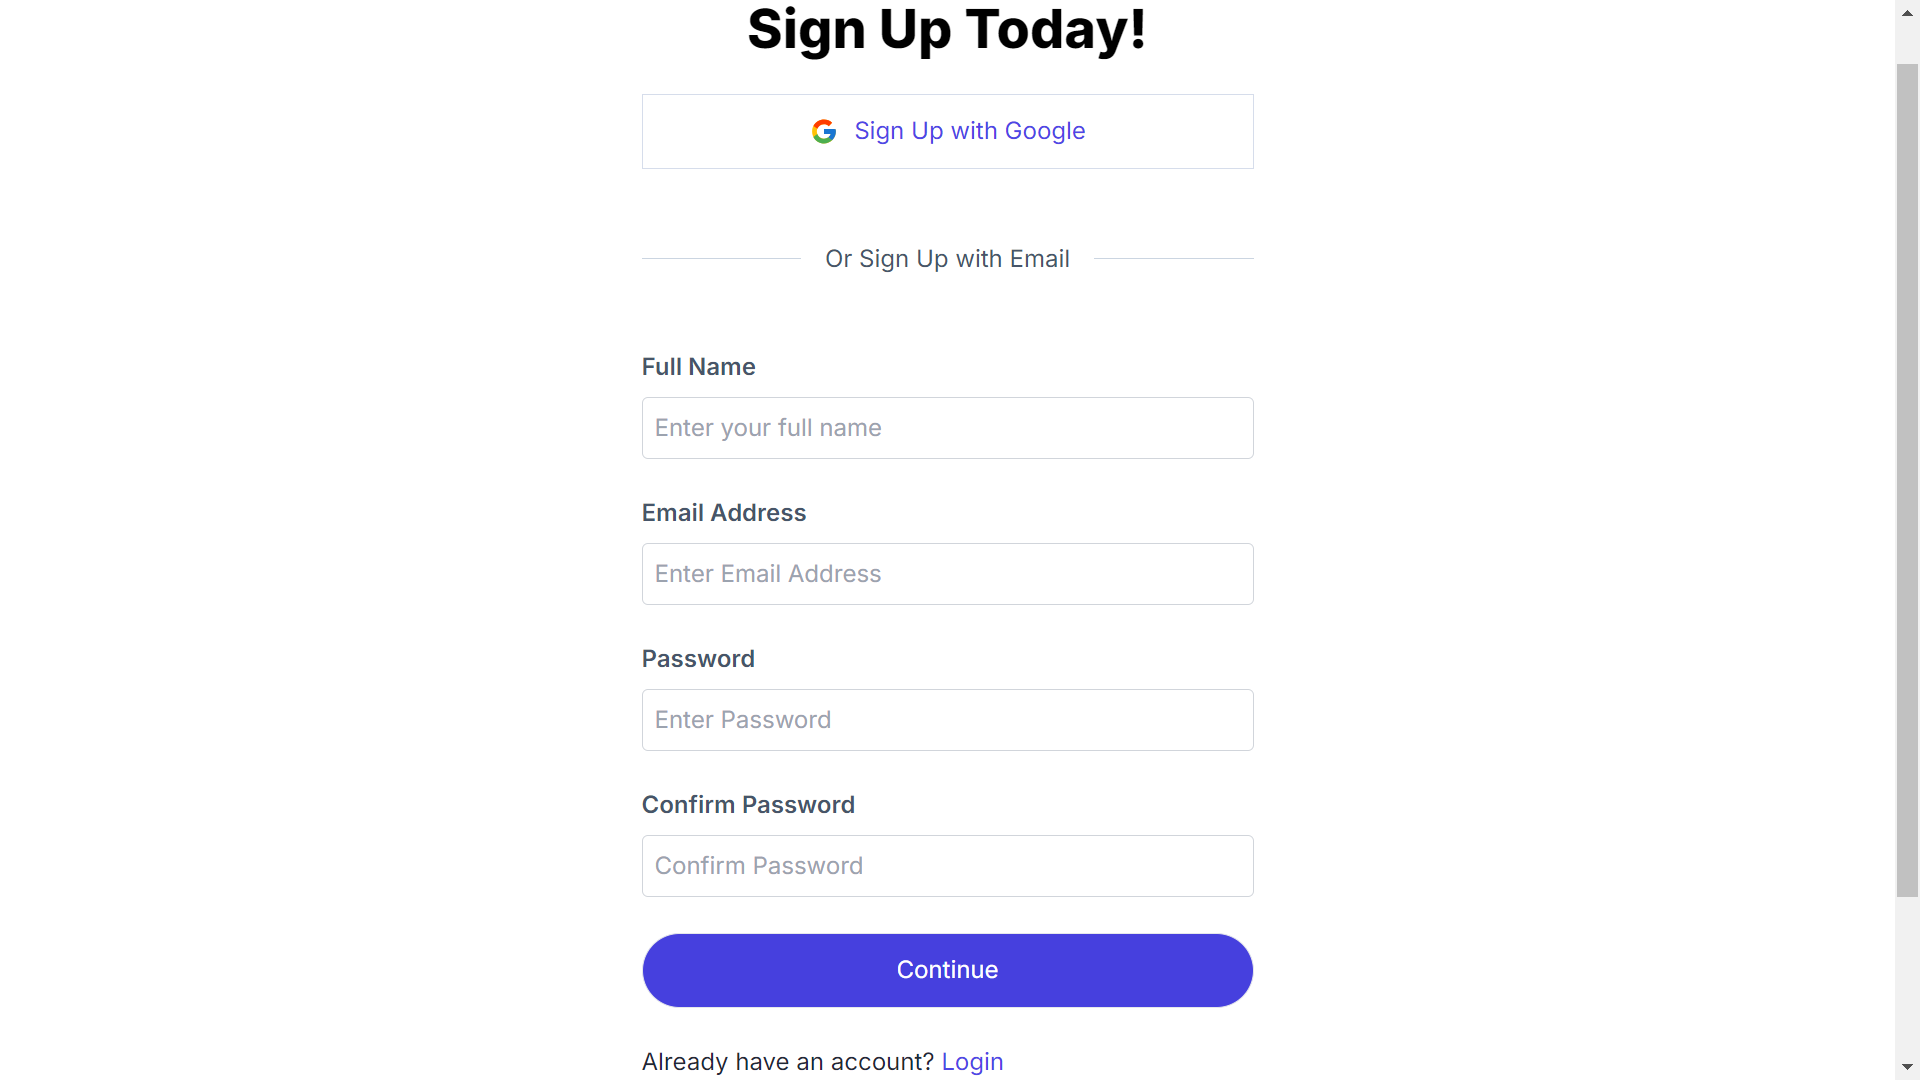 Sign Up Today!
Sign Up with Google
Or Sign Up with Email
Full Name
Enter your full name
Email Address
Enter Email Address
Password
Enter Password
Confirm Password
Confirm Password
Continue
Already have an account? Login